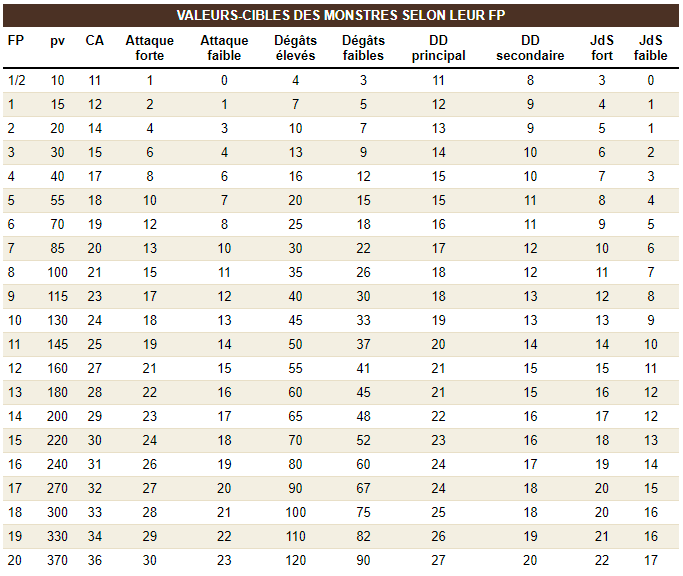 VALEURS-CIBLES DES MONSTRES SELON LEUR FP
FP pv CA Attaque forte Attaque faible Dégâts élevés Dégâts faibles DD principal DD secondaire JdS fort JdS faible
1/2 10 11 1 0 4 3 11 8 3 0
1 15 12 2 1 7 5 12 9 4 1
2 20 14 4 3 10 7 13 9 5 1
3 30 15 6 4 13 9 14 10 6 2
4 40 17 8 6 16 12 15 10 7 3
5 55 18 10 7 20 15 15 11 8 4
6 70 19 12 8 25 18 16 11 9 5
7 85 20 13 10 30 22 17 12 10 6
8 100 21 15 11 35 26 18 12 11 7
9 115 23 17 12 40 30 18 13 12 8
10 130 24 18 13 45 33 19 13 13 9
11 145 25 19 14 50 37 20 14 14 10
12 160 27 21 15 55 41 21 15 15 11
13 180 28 22 16 60 45 21 15 16 12
14 200 29 23 17 65 48 22 16 17 12
15 220 30 24 18 70 52 23 16 18 13
16 240 31 26 19 80 60 24 17 19 14
17 270 32 27 20 90 67 24 18 20 15
18 300 33 28 21 100 75 25 18 20 16
19 330 34 29 22 110 82 26 19 21 16
20 370 36 30 23 120 90 27 20 22 17